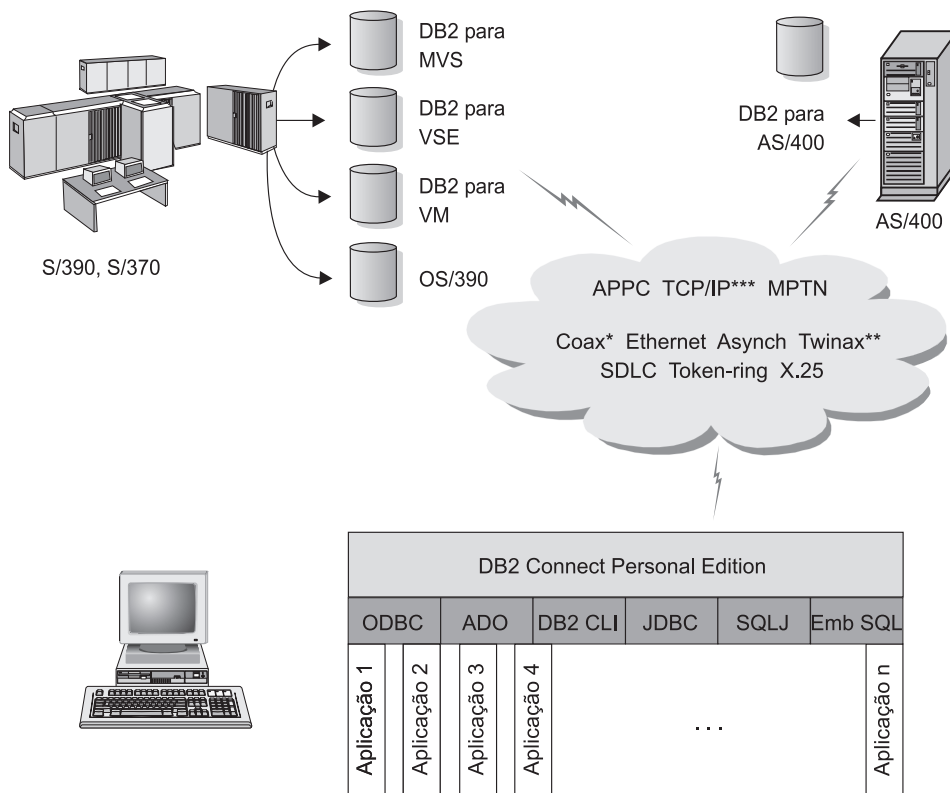 DB2 para
MVS
DB2 para
VSE
DB2 para
VM
OS/390
S/390, S/370
DB2 para
AS/400
AS/400
APPC TCP/IP*** MPTN
Coax* Ethernet Asynch Twinax**
SDLC Token-ring X.25
DB2 Connect Personal Edition
ODBC ADO DB2 CLI JDBC SQLJ Emb SQL
Aplicação 1
Aplicação 2
Aplicação 3
Aplicação 4
. . .
Aplicação n